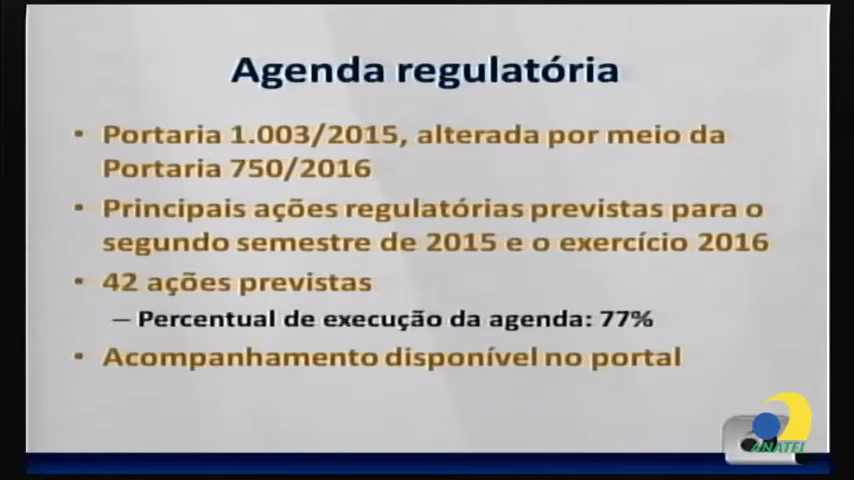 Agenda regulatória
• Portaria 1.003/2015, alterada por meio da
Portaria 750/2016
• Principais ações regulatórias previstas para o
segundo semestre de 2015 e o exercício 2016
• 42 ações previstas
– Percentual de execução da agenda: 77%
• Acompanhamento disponível no portal
ANATEL